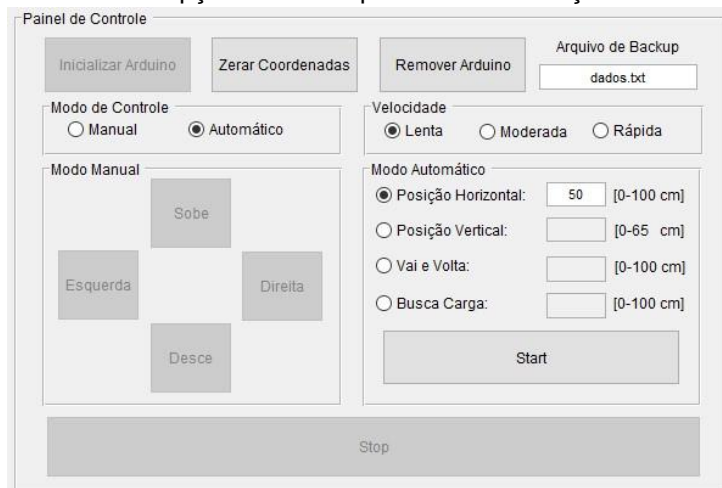 Painel de Controle
Inicializar Arduino
Zerar Coordenadas
Remover Arduino
Arquivo de Backup
dados.txt
Modo de Controle
Manual
Automático
Velocidade
Lenta
Moderada
Rápida
Modo Manual
Sobe
Esquerda
Direita
Desce
Modo Automático
Posição Horizontal: 50 [0-100 cm]
Posição Vertical: [0-65 cm]
Vai e Volta: [0-100 cm]
Busca Carga: [0-100 cm]
Start
Stop